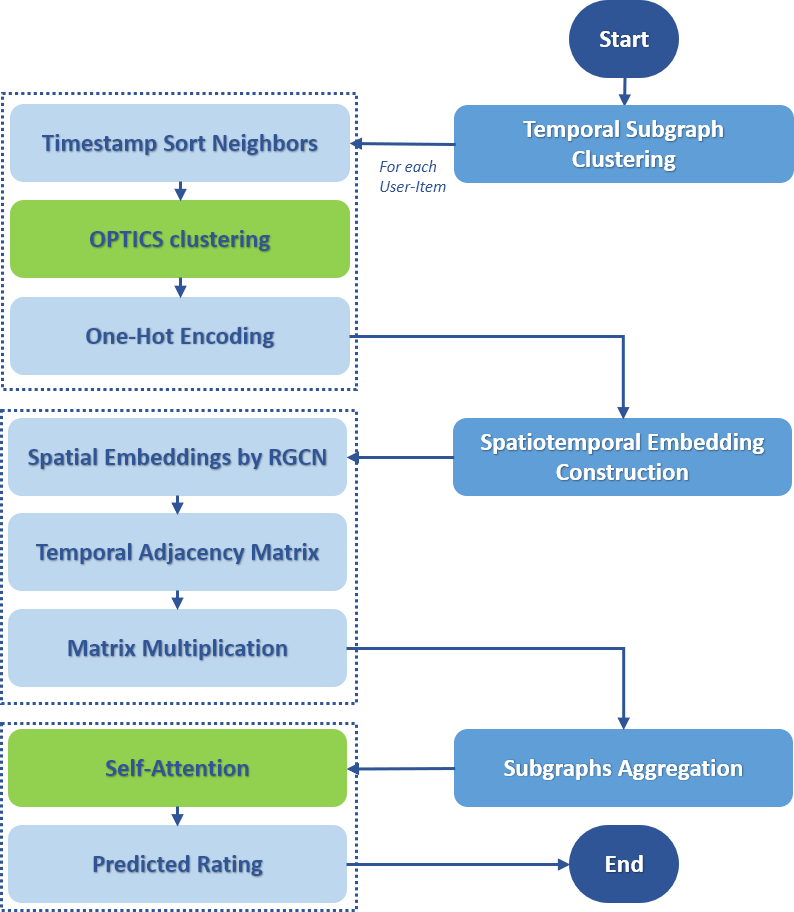 Start
Temporal Subgraph
Clustering
For each
User-Item
Timestamp Sort Neighbors
OPTICS clustering
One-Hot Encoding
Spatiotemporal Embedding
Construction
Spatial Embeddings by RGCN
Temporal Adjacency Matrix
Matrix Multiplication
Subgraphs Aggregation
Self-Attention
Predicted Rating
End